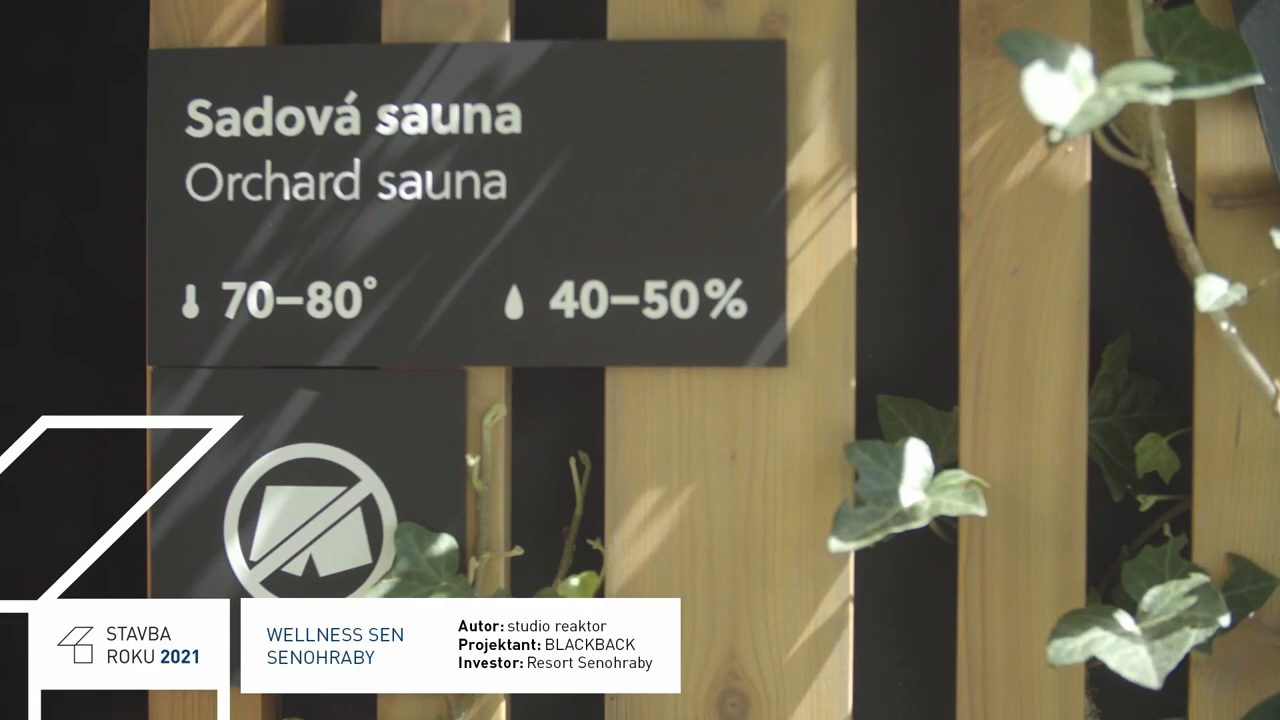 Sadová sauna
Orchard sauna
70–80°
40–50%
STAVBA
ROKU 2021
WELLNESS SEN
SENOHRABY
Autor: studio reaktor
Projektant: BLACKBACK
Investor: Resort Senohraby